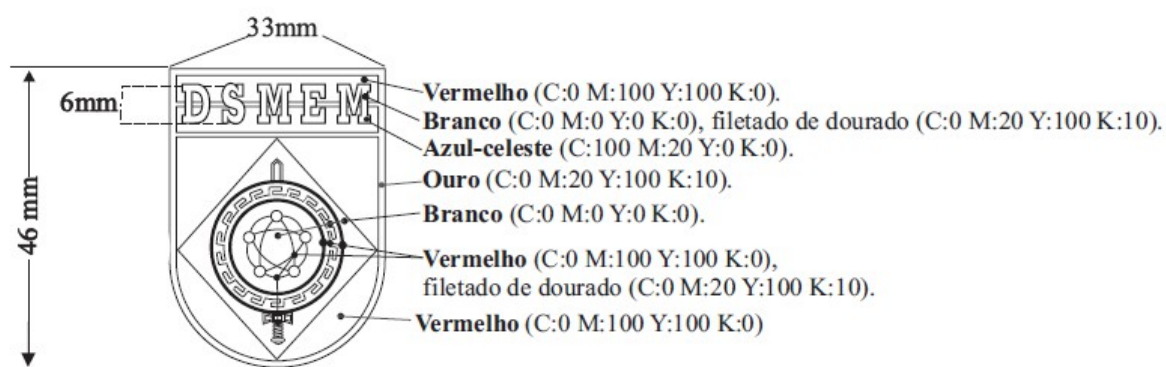 33mm
46 mm
6mm
D S M E M
Vermelho (C:0 M:100 Y:100 K:0).
Branco (C:0 M:0 Y:0 K:0), filetado de dourado (C:0 M:20 Y:100 K:10).
Azul-celeste (C:100 M:20 Y:0 K:0).
Ouro (C:0 M:20 Y:100 K:10).
Branco (C:0 M:0 Y:0 K:0).
Vermelho (C:0 M:100 Y:100 K:0),
filetado de dourado (C:0 M:20 Y:100 K:10).
Vermelho (C:0 M:100 Y:100 K:0)